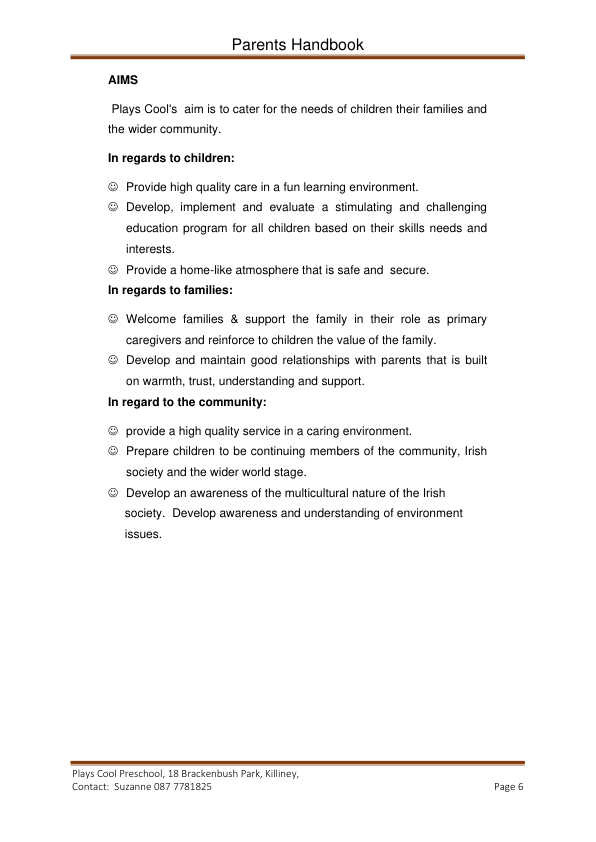 Parents Handbook
AIMS
Plays Cool's  aim is to cater for the needs of children their families and
the wider community.
In regards to children:
☺ Provide high quality care in a fun learning environment.
☺ Develop, implement and evaluate a stimulating and challenging
education program for all children based on their skills needs and
interests.
☺ Provide a home-like atmosphere that is safe and  secure.
In regards to families:
☺ Welcome families & support the family in their role as primary
caregivers and reinforce to children the value of the family.
☺ Develop and maintain good relationships with parents that is built
on warmth, trust, understanding and support.
In regard to the community:
☺ provide a high quality service in a caring environment.
☺ Prepare children to be continuing members of the community, Irish
society and the wider world stage.
☺ Develop an awareness of the multicultural nature of the Irish
society.  Develop awareness and understanding of environment
issues.
Plays Cool Preschool, 18 Brackenbush Park, Killiney,
Contact:  Suzanne 087 7781825 Page 6